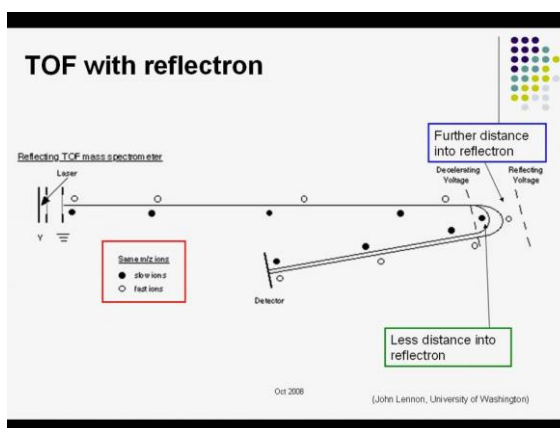 TOF with reflectron
Further distance
into reflectron
Reflecting TOF mass spectrometer
Laser
Decelerating
Voltage
Reflecting
Voltage
Y
Same m/z ions
slow ions
fast ions
Detector
Less distance into
reflectron
Oct 2008
(John Lennon, University of Washington)